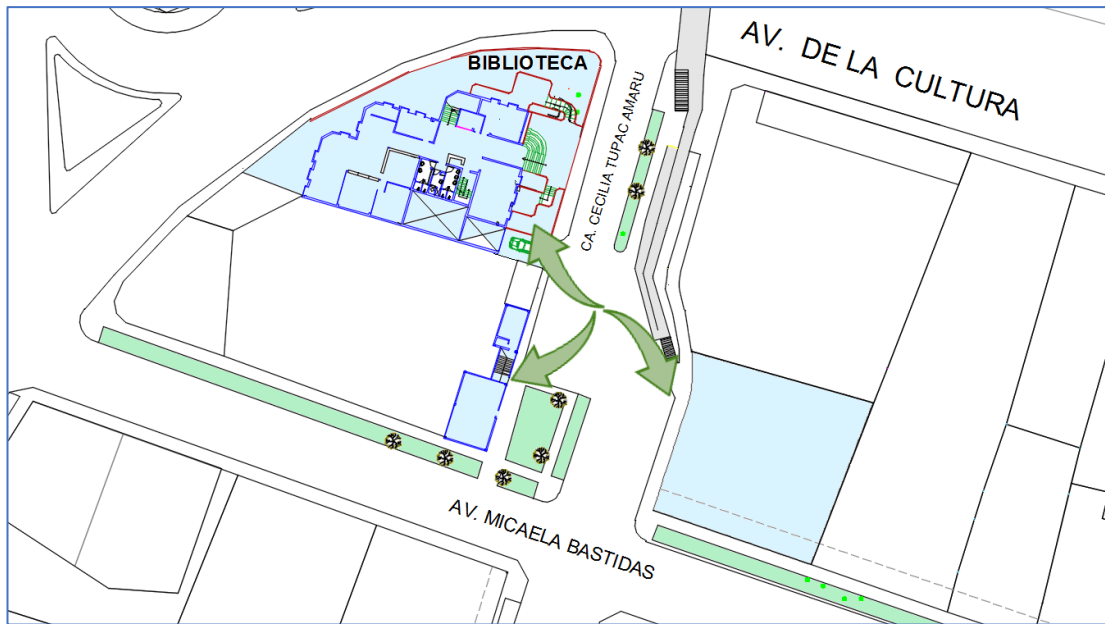 BIBLIOTECA
AV. DE LA CULTURA
CA. CECILIA TUPAC AMARU
AV. MICAELA BASTIDAS